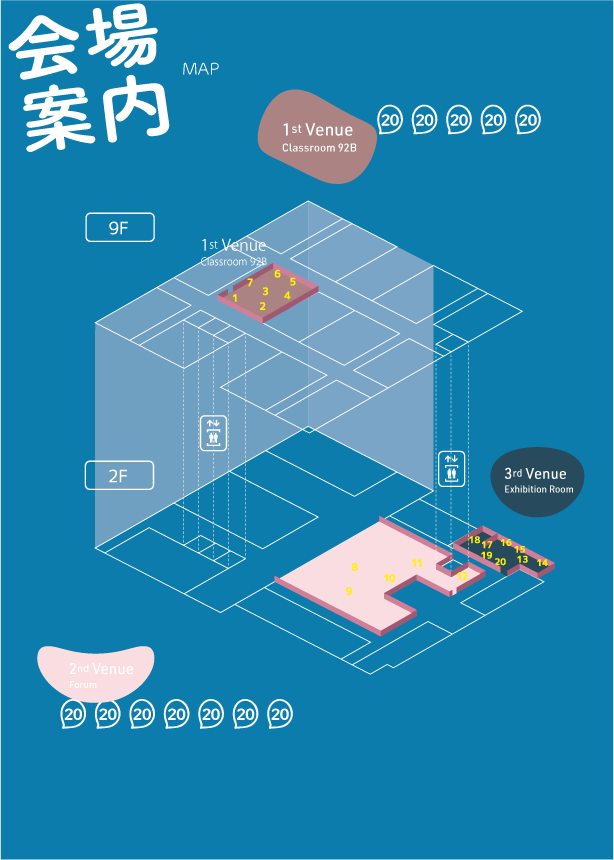 会場
案内
MAP
1st Venue
Classroom 92B
20 20 20 20 20
9F
1st Venue
Classroom 92B
6
7
5
3
1
4
2
2F
3rd Venue
Exhibition Room
18
17
16
15
19
20
13
14
8
11
10
12
9
2nd Venue
Forum
20 20 20 20 20 20 20